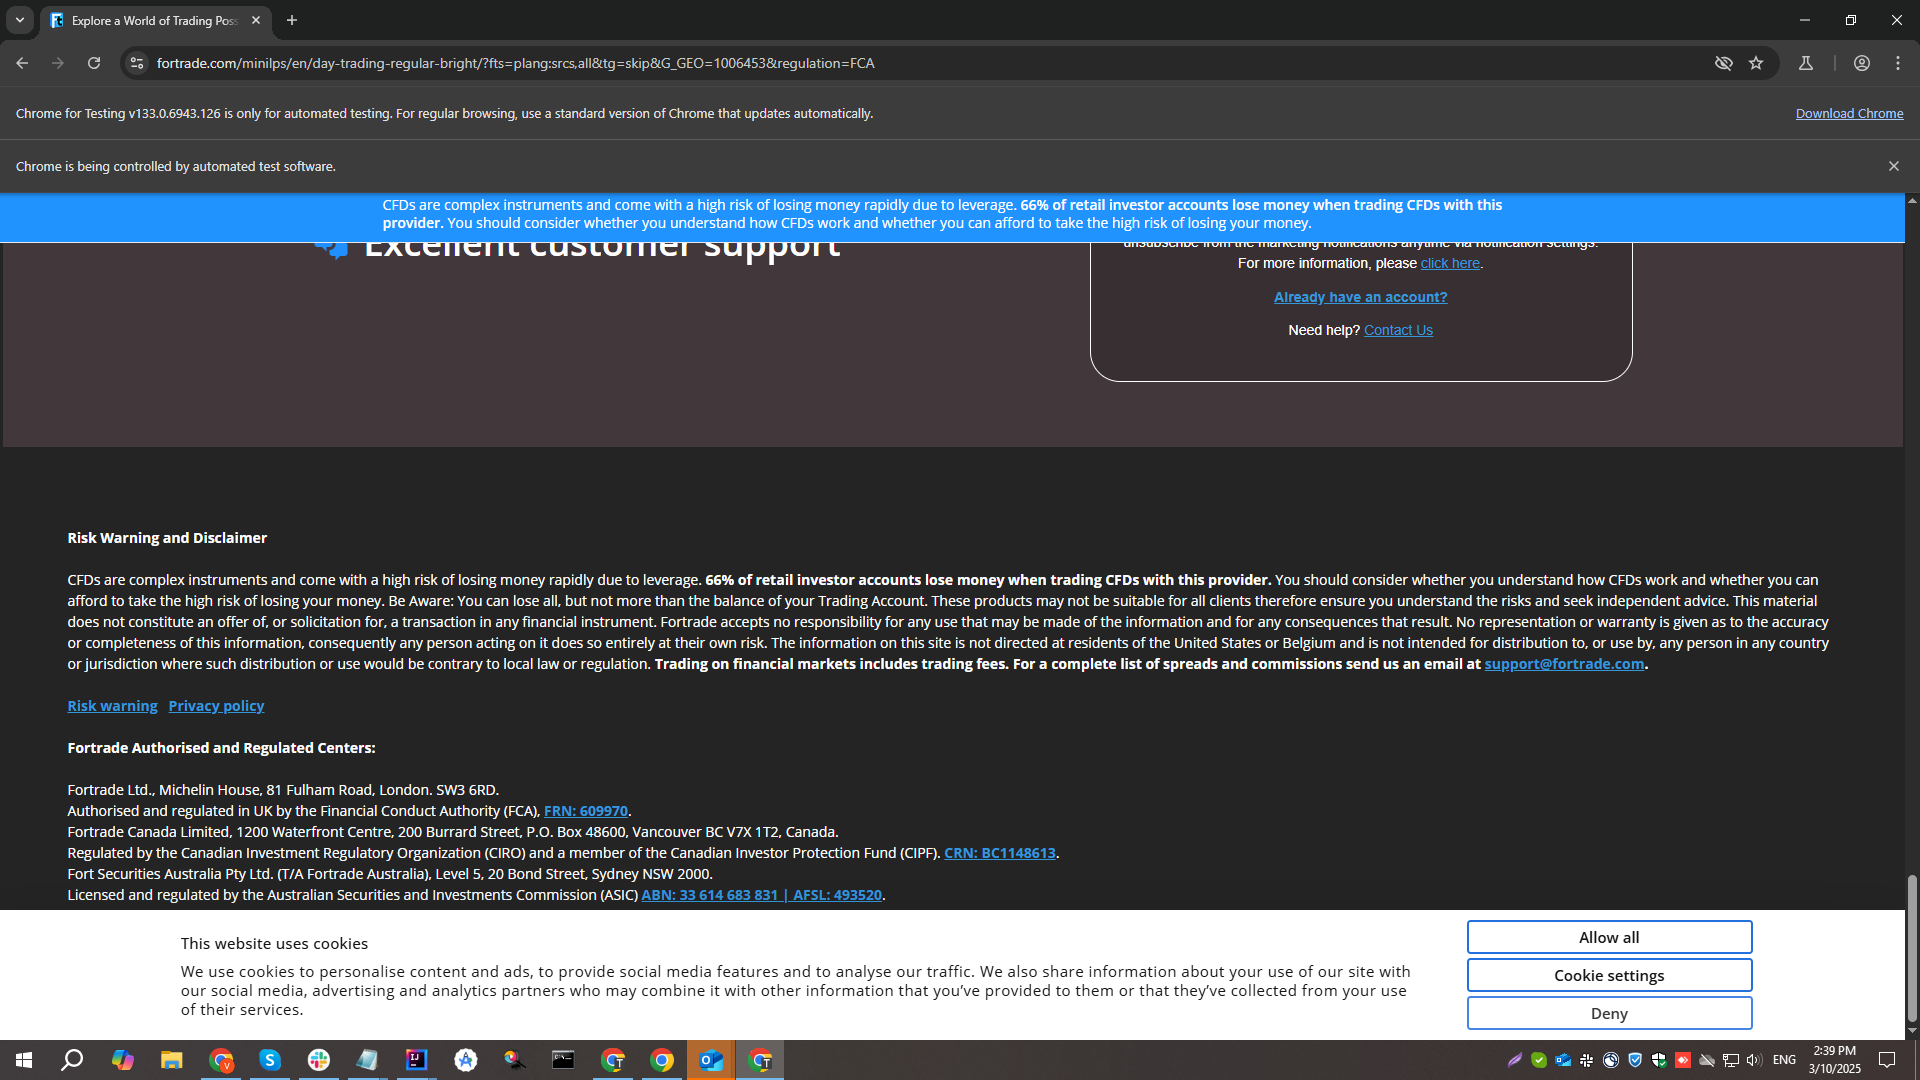 Explore a World of Trading Pos
fortrade.com/minilps/en/day-trading-regular-bright/?fts=plang:srcs,all&tg=skip&G_GEO=1006453&regulation=FCA
Chrome for Testing v133.0.6943.126 is only for automated testing. For regular browsing, use a standard version of Chrome that updates automatically.
Download Chrome
Chrome is being controlled by automated test software.
CFDs are complex instruments and come with a high risk of losing money rapidly due to leverage. 66% of retail investor accounts lose money when trading CFDs with this
provider. You should consider whether you understand how CFDs work and whether you can afford to take the high risk of losing your money.
Excellent customer support
unsubscribe from the marketing notifications anytime via notification settings.
For more information, please click here.
Already have an account?
Need help? Contact Us
Risk Warning and Disclaimer
CFDs are complex instruments and come with a high risk of losing money rapidly due to leverage. 66% of retail investor accounts lose money when trading CFDs with this provider. You should consider whether you understand how CFDs work and whether you can
afford to take the high risk of losing your money. Be Aware: You can lose all, but not more than the balance of your Trading Account. These products may not be suitable for all clients therefore ensure you understand the risks and seek independent advice. This material
does not constitute an offer of, or solicitation for, a transaction in any financial instrument. Fortrade accepts no responsibility for any use that may be made of the information and for any consequences that result. No representation or warranty is given as to the accuracy
or completeness of this information, consequently any person acting on it does so entirely at their own risk. The information on this site is not directed at residents of the United States or Belgium and is not intended for distribution to, or use by, any person in any country
or jurisdiction where such distribution or use would be contrary to local law or regulation. Trading on financial markets includes trading fees. For a complete list of spreads and commissions send us an email at support@fortrade.com.
Risk warning Privacy policy
Fortrade Authorised and Regulated Centers:
Fortrade Ltd., Michelin House, 81 Fulham Road, London. SW3 6RD.
Authorised and regulated in UK by the Financial Conduct Authority (FCA), FRN: 609970.
Fortrade Canada Limited, 1200 Waterfront Centre, 200 Burrard Street, P.O. Box 48600, Vancouver BC V7X 1T2, Canada.
Regulated by the Canadian Investment Regulatory Organization (CIRO) and a member of the Canadian Investor Protection Fund (CIPF). CRN: BC1148613.
Fort Securities Australia Pty Ltd. (T/A Fortrade Australia), Level 5, 20 Bond Street, Sydney NSW 2000.
Licensed and regulated by the Australian Securities and Investments Commission (ASIC) ABN: 33 614 683 831 | AFSL: 493520.
This website uses cookies
We use cookies to personalise content and ads, to provide social media features and to analyse our traffic. We also share information about your use of our site with
our social media, advertising and analytics partners who may combine it with other information that you've provided to them or that they've collected from your use
of their services.
Allow all
Cookie settings
Deny
ENG
2:39 PM
3/10/2025